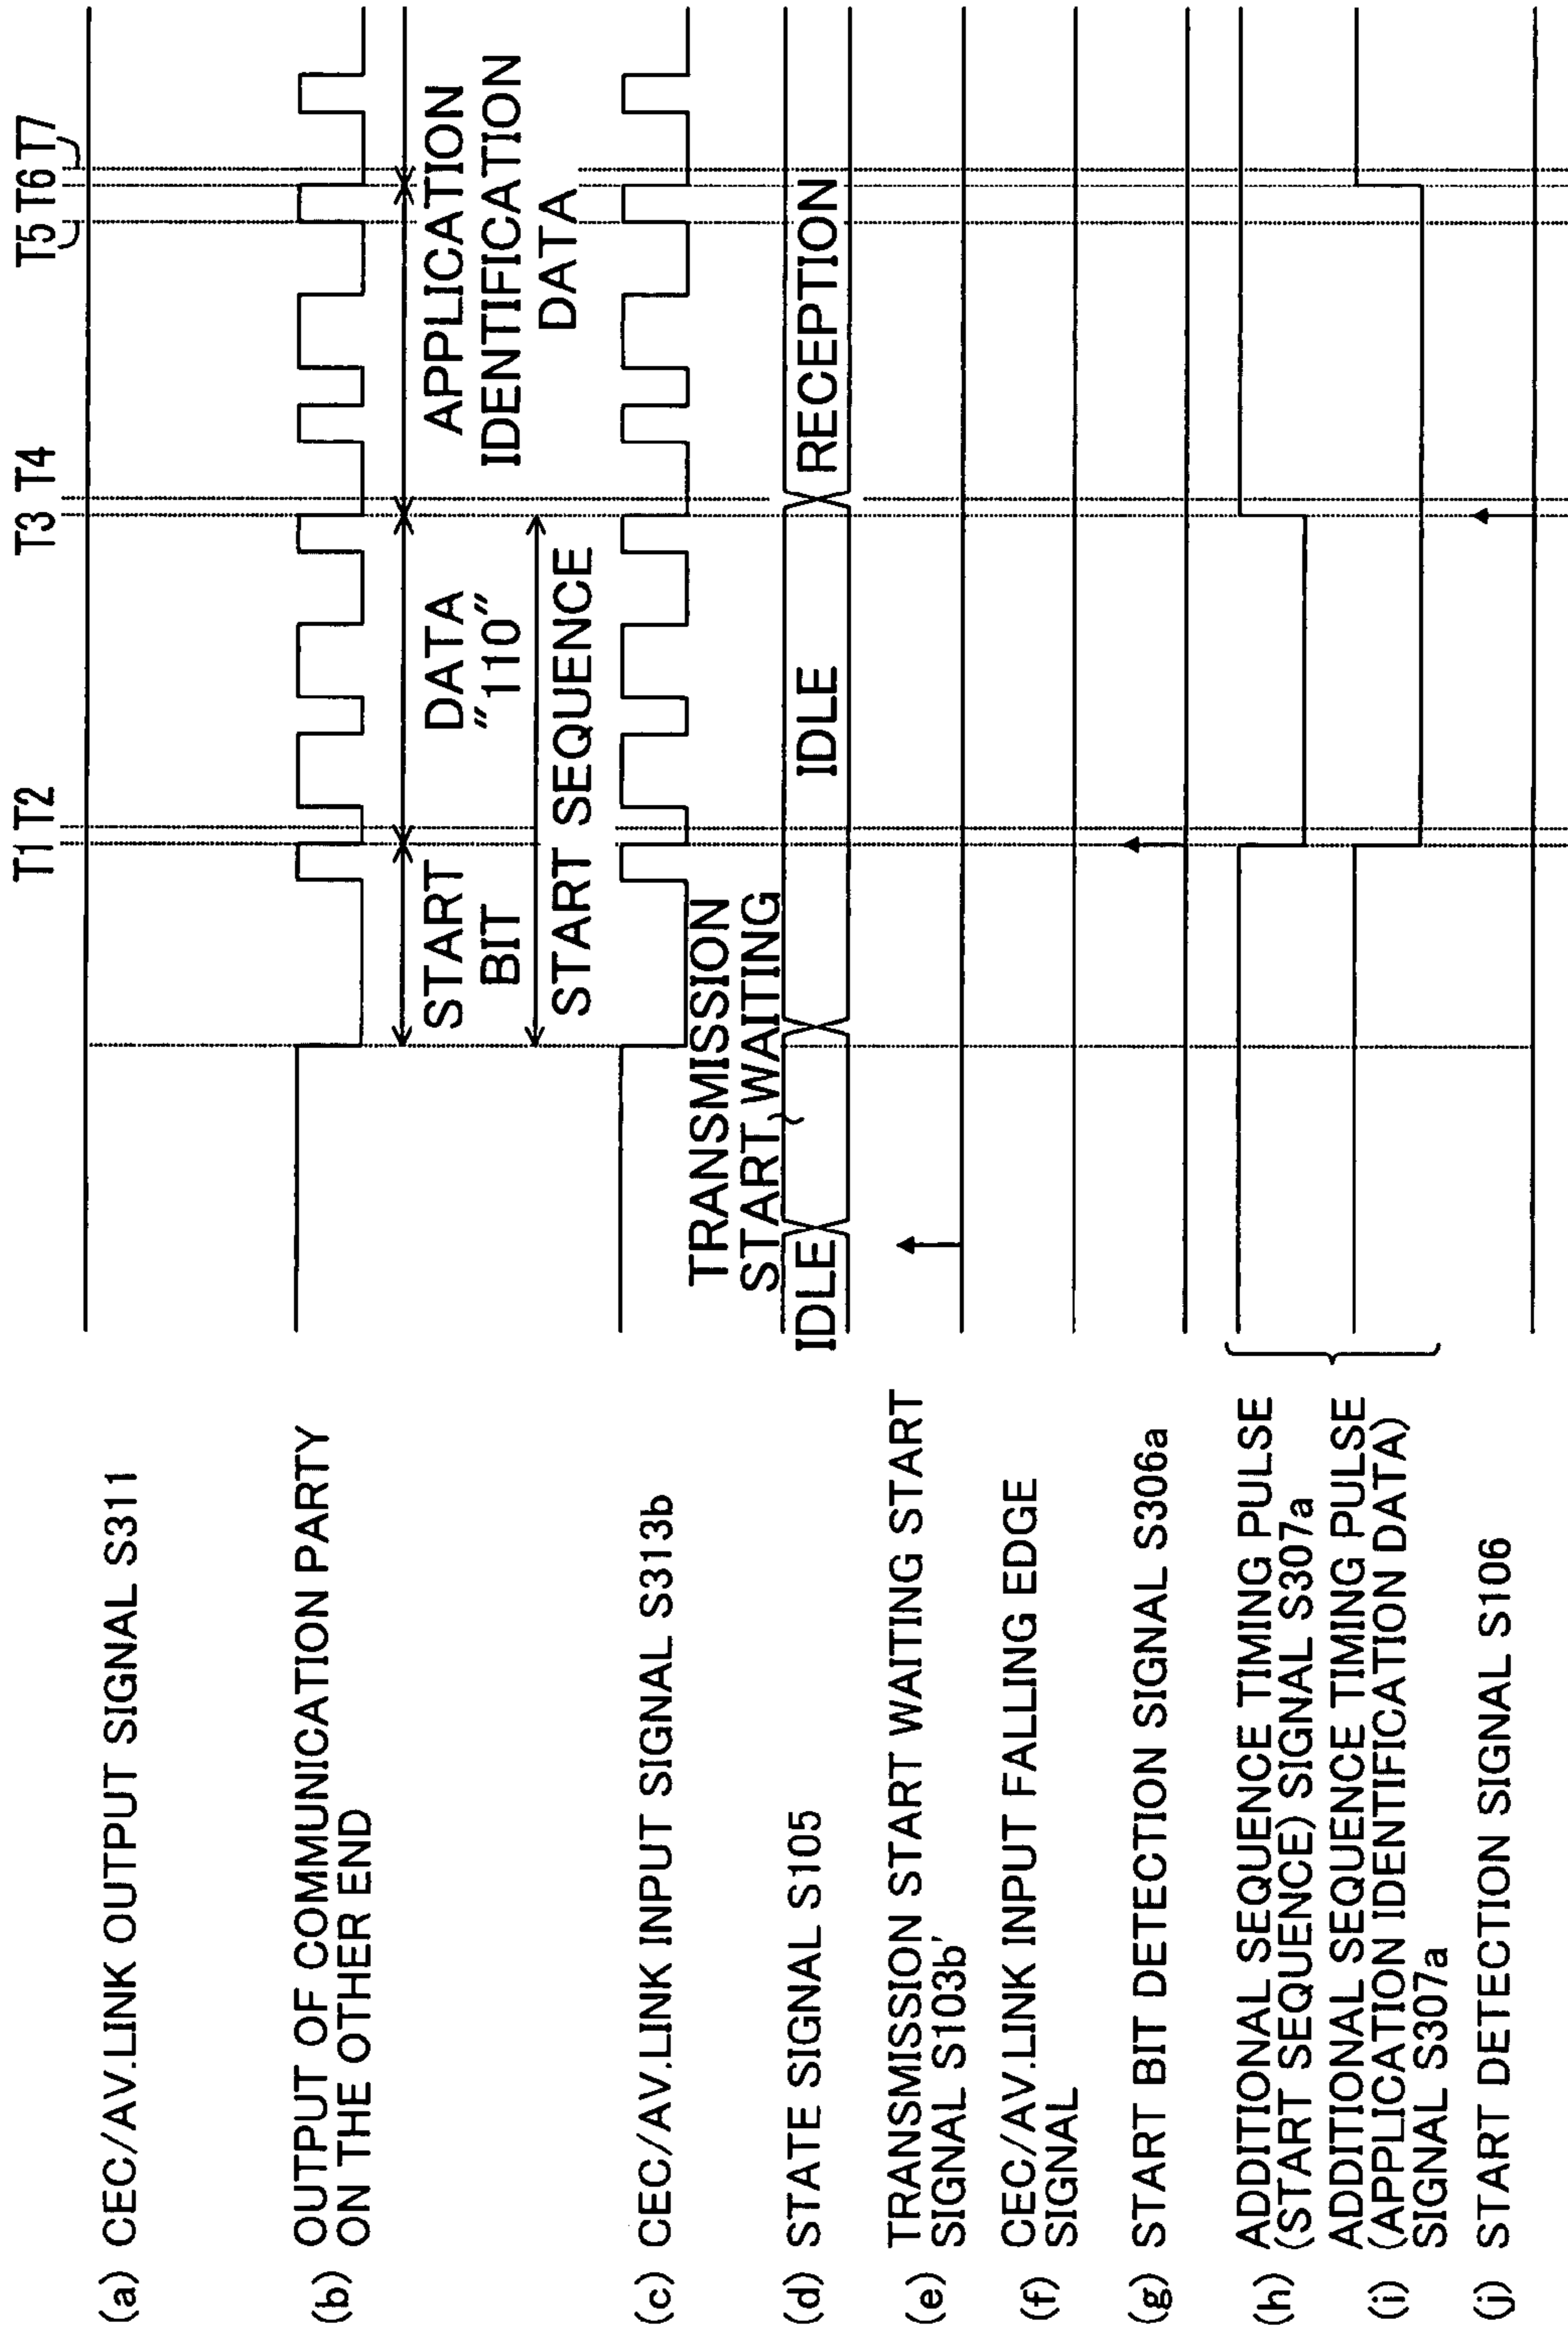 T1 T2
T3 T4
T5 T6 T7
(a) CEC/AV.LINK OUTPUT SIGNAL S311
(b) OUTPUT OF COMMUNICATION PARTY
ON THE OTHER END
START
BIT
DATA
"110"
APPLICATION
IDENTIFICATION
DATA
START SEQUENCE
(c) CEC/AV.LINK INPUT SIGNAL S313b
TRANSMISSION
START WAITING
(d) STATE SIGNAL S105
IDLE
IDLE
RECEPTION
(e) TRANSMISSION START WAITING START
SIGNAL S103b'
(f) CEC/AV.LINK INPUT FALLING EDGE
SIGNAL
(g) START BIT DETECTION SIGNAL S306a
(h) ADDITIONAL SEQUENCE TIMING PULSE
(START SEQUENCE) SIGNAL S307a
(i) ADDITIONAL SEQUENCE TIMING PULSE
(APPLICATION IDENTIFICATION DATA)
SIGNAL S307a
(j) START DETECTION SIGNAL S106